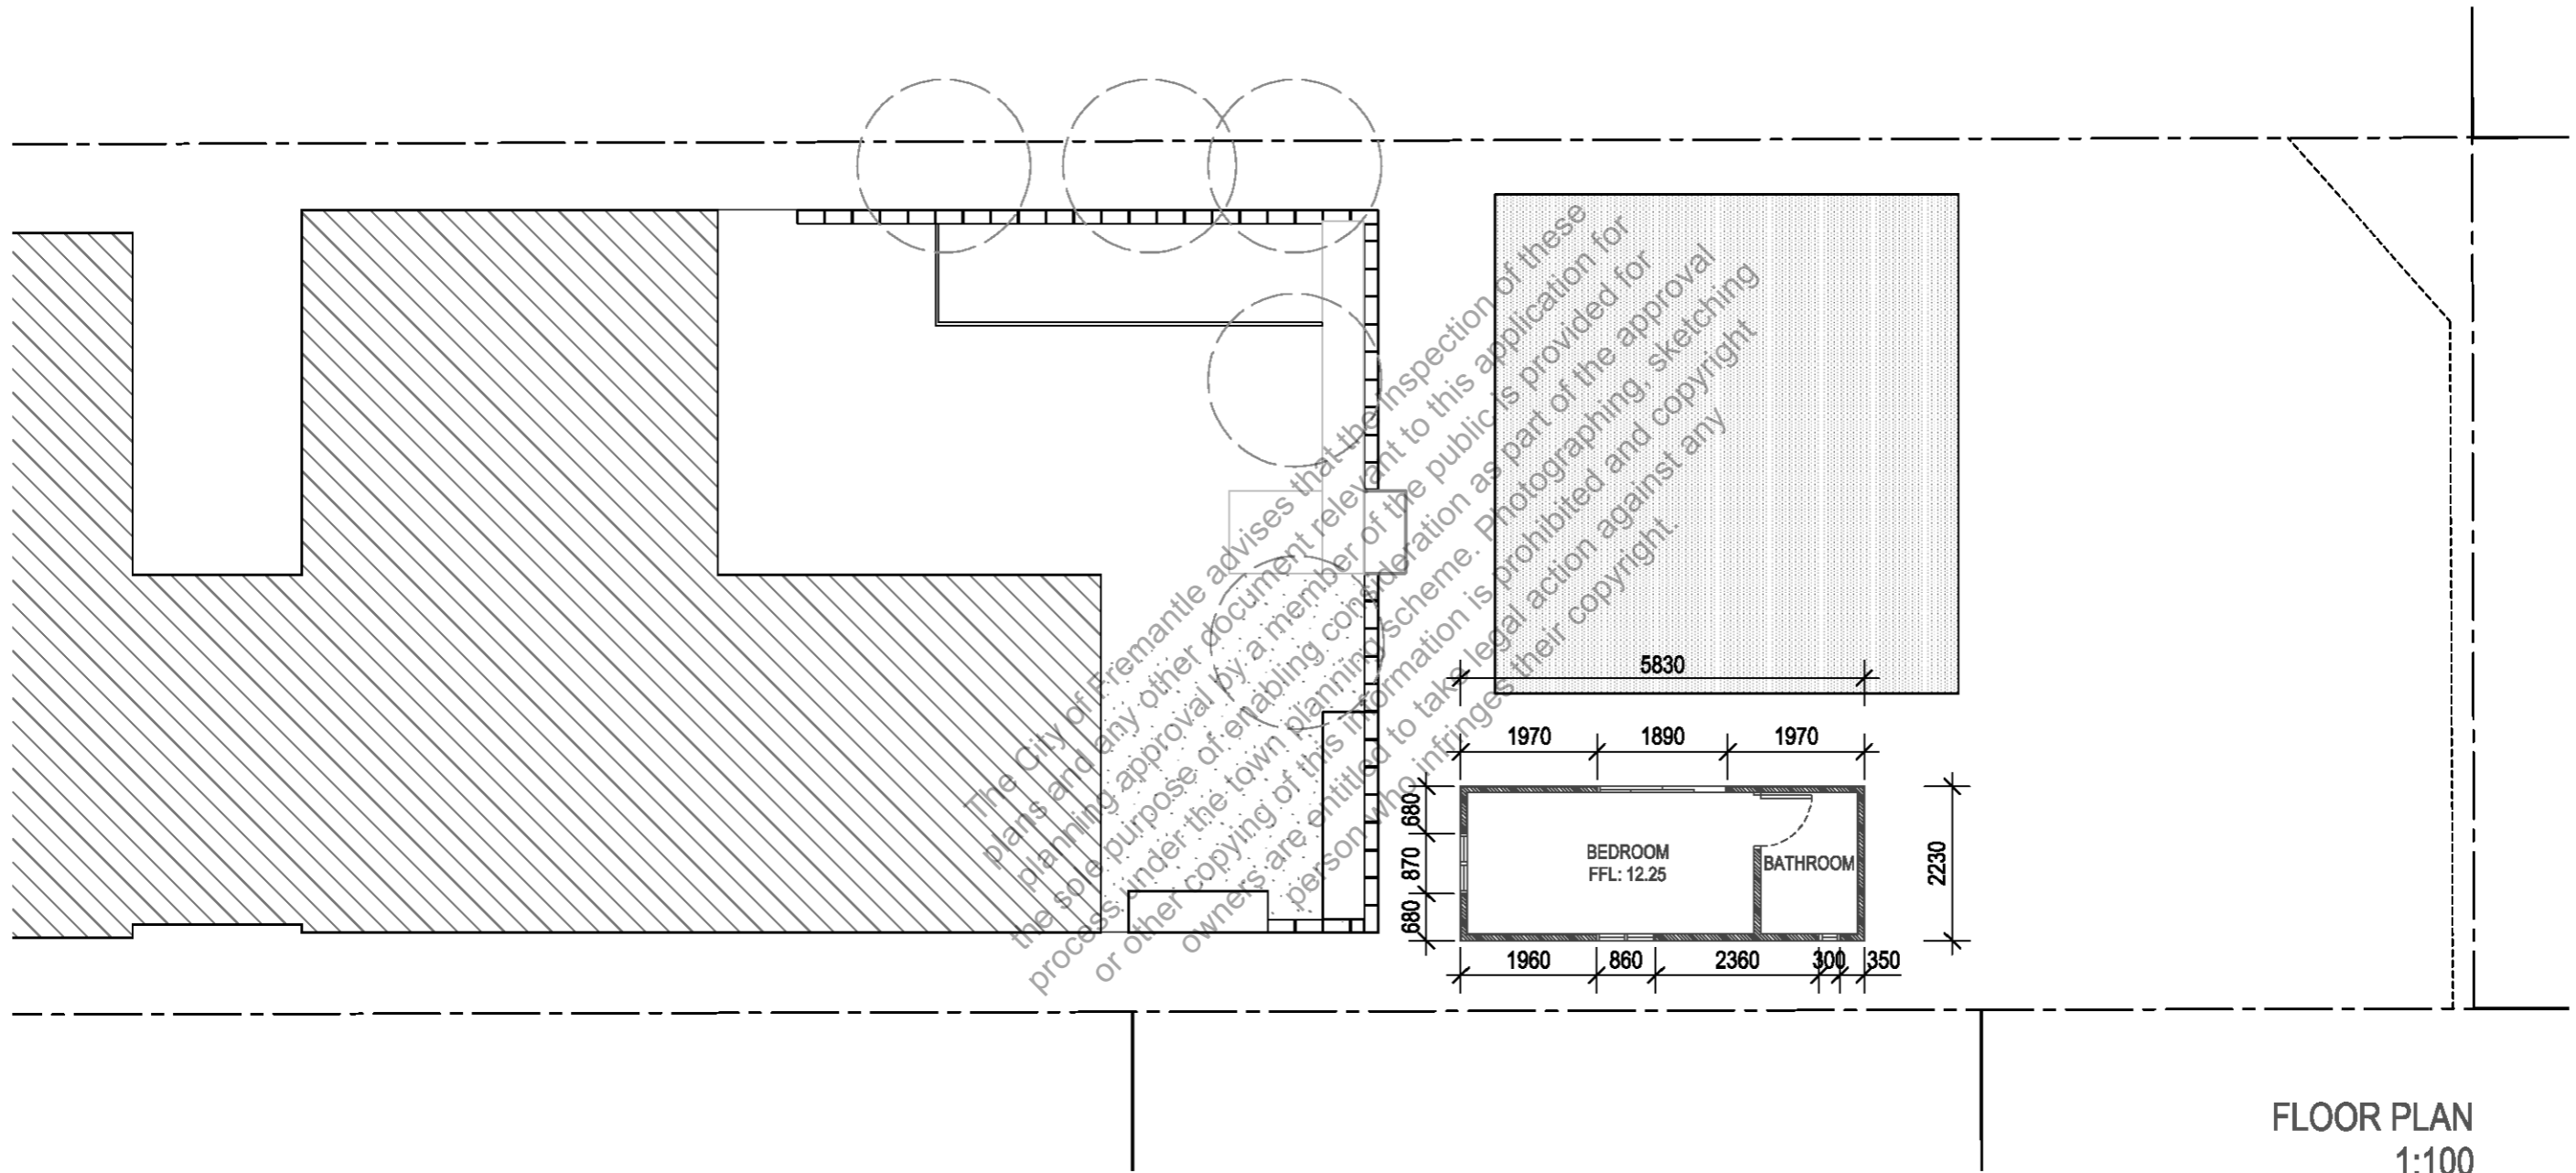 The City of Fremantle advises that the inspection of these
plans and any other document relevant to this application for
planning approval by a member of the public is provided for
the sole purpose of enabling consideration as part of the approval
process under the town planning scheme. Photographing, sketching
or other copying of this information is prohibited and copyright
owners are entitled to take legal action against any
person who infringes their copyright.
5830
1970 1890 1970
680
870
680
BEDROOM
FFL: 12.25
BATHROOM
2230
1960 860 2360 300 350
FLOOR PLAN
1:100